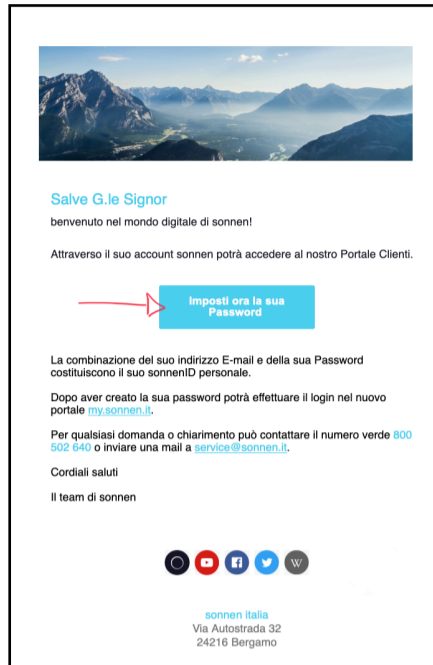 Salve G.le Signor
benvenuto nel mondo digitale di sonnen!
Attraverso il suo account sonnen potrà accedere al nostro Portale Clienti.
Imposti ora la sua
Password
La combinazione del suo indirizzo E-mail e della sua Password
costituiscono il suo sonnenID personale.
Dopo aver creato la sua password potrà effettuare il login nel nuovo
portale my.sonnen.it.
Per qualsiasi domanda o chiarimento può contattare il numero verde 800
502 640 o inviare una mail a service@sonnen.it.
Cordiali saluti
Il team di sonnen
W
sonnen italia
Via Autostrada 32
24216 Bergamo